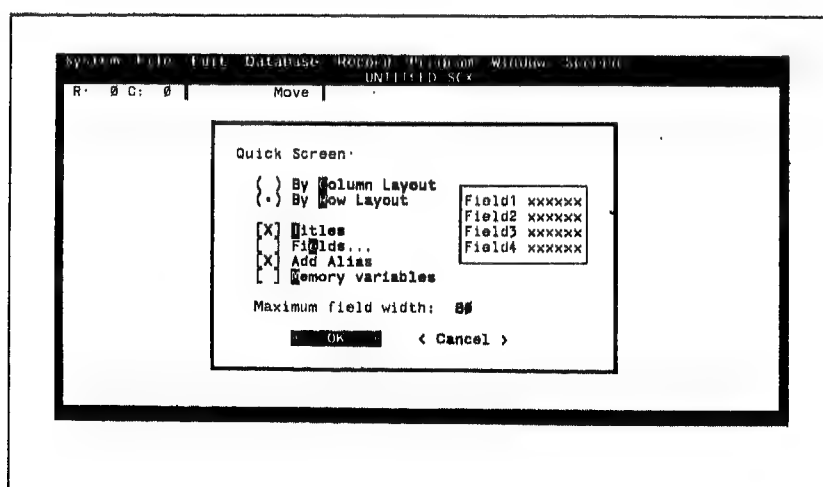 System File Edit Database Record Program Window Screen
UNTITLED.SCX
R: 0 C: 0 Move
Quick Screen:
( ) By Column Layout
(·) By Row Layout
[X] Titles
[ ] Fields...
[X] Add Alias
[ ] Memory variables
Field1 xxxxxx
Field2 xxxxxx
Field3 xxxxxx
Field4 xxxxxx
Maximum field width: 80
« OK » < Cancel >